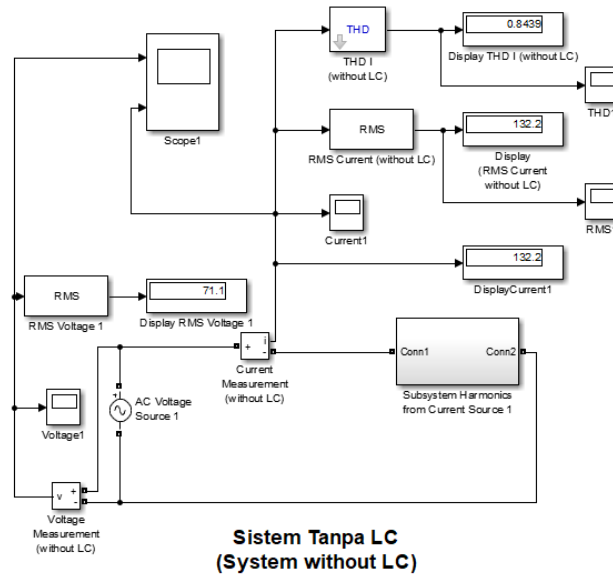 THD
THD I
(without LC)
0.8439
Display THD I (without LC)
THD1
Scope1
RMS
RMS Current (without LC)
132.2
Display
(RMS Current
without LC)
RMS
Current1
132.2
DisplayCurrent1
RMS
RMS Voltage 1
71.1
Display RMS Voltage 1
+
i
-
Current
Measurement
(without LC)
Conn1
Conn2
Subsystem Harmonics
from Current Source 1
Voltage1
+
AC Voltage
Source 1
v
+
-
Voltage
Measurement
(without LC)
Sistem Tanpa LC
(System without LC)